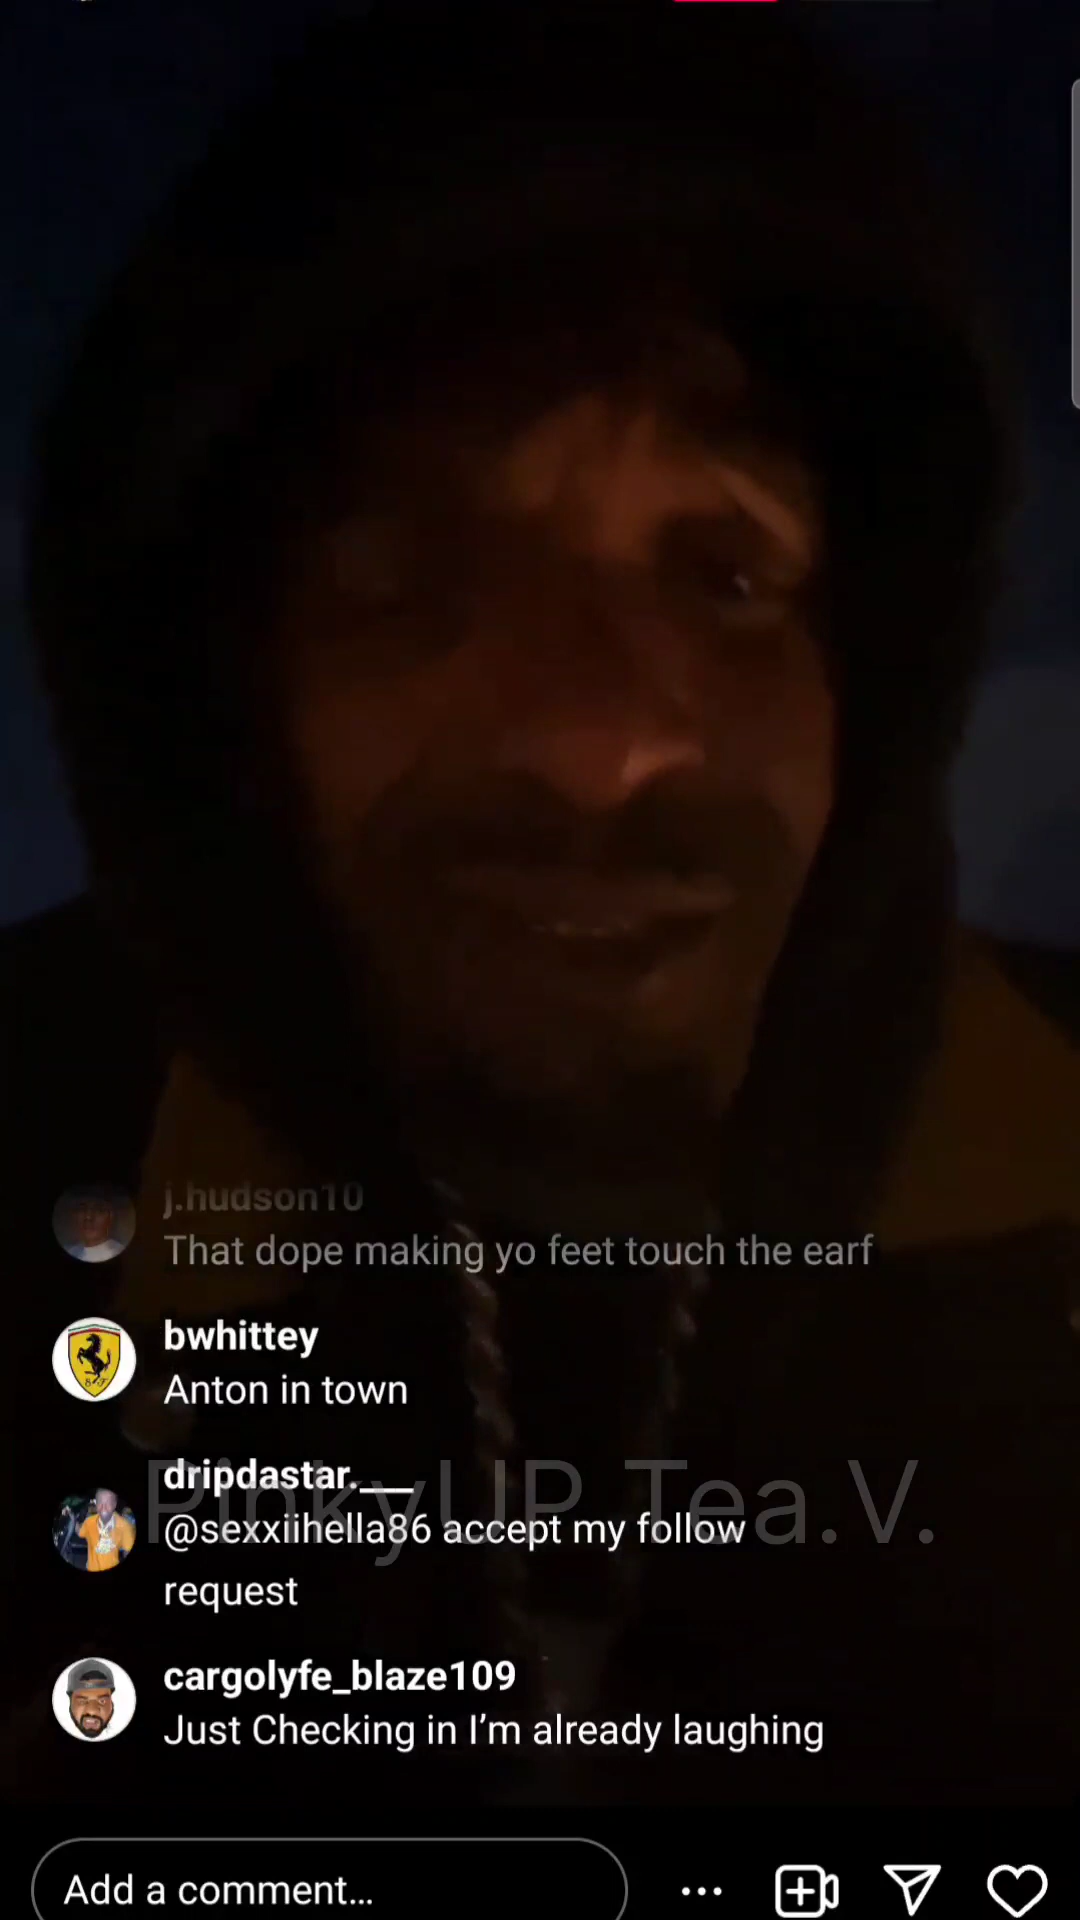 j.hudson10
That dope making yo feet touch the earf
bwhittey
Anton in town
dripdastar.___
PinkyUP Tea.V.
@sexxiihella86 accept my follow
request
cargolyfe_blaze109
Just Checking in I’m already laughing
Add a comment...